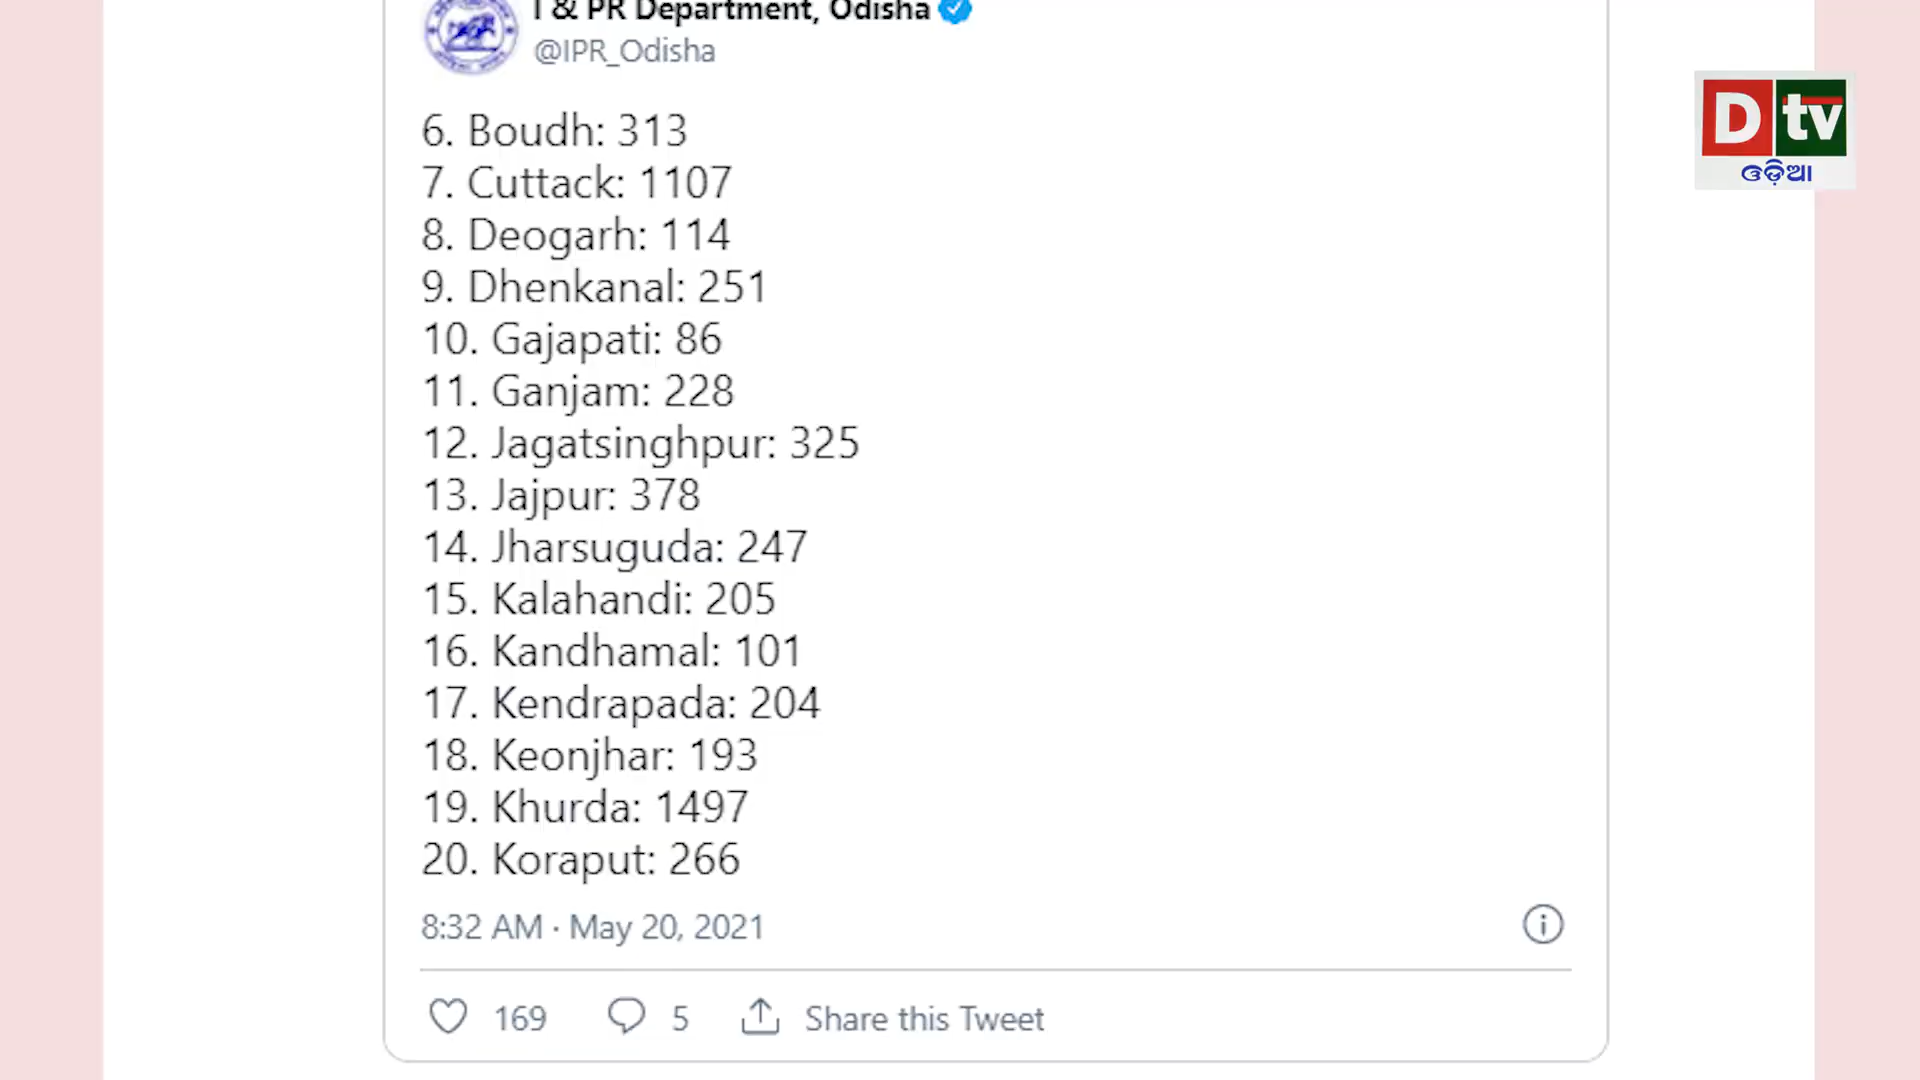 I & PR Department, Odisha
@IPR_Odisha
D tv
ଓଡ଼ିଆ
6. Boudh: 313
7. Cuttack: 1107
8. Deogarh: 114
9. Dhenkanal: 251
10. Gajapati: 86
11. Ganjam: 228
12. Jagatsinghpur: 325
13. Jajpur: 378
14. Jharsuguda: 247
15. Kalahandi: 205
16. Kandhamal: 101
17. Kendrapada: 204
18. Keonjhar: 193
19. Khurda: 1497
20. Koraput: 266
8:32 AM · May 20, 2021
169 5 Share this Tweet